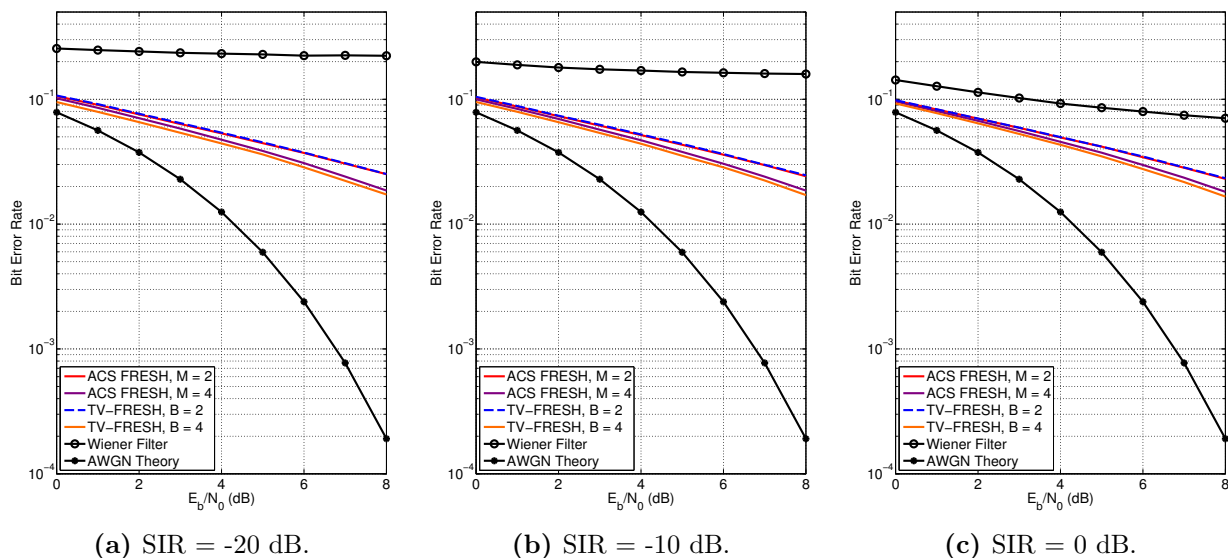 10⁻¹
10⁻²
10⁻³
10⁻⁴
Bit Error Rate
ACS FRESH, M = 2
ACS FRESH, M = 4
TV−FRESH, B = 2
TV−FRESH, B = 4
Wiener Filter
AWGN Theory
0 2 4 6 8
E_b/N_0 (dB)
(a) SIR = -20 dB.
10⁻¹
10⁻²
10⁻³
10⁻⁴
Bit Error Rate
ACS FRESH, M = 2
ACS FRESH, M = 4
TV−FRESH, B = 2
TV−FRESH, B = 4
Wiener Filter
AWGN Theory
0 2 4 6 8
E_b/N_0 (dB)
(b) SIR = -10 dB.
10⁻¹
10⁻²
10⁻³
10⁻⁴
Bit Error Rate
ACS FRESH, M = 2
ACS FRESH, M = 4
TV−FRESH, B = 2
TV−FRESH, B = 4
Wiener Filter
AWGN Theory
0 2 4 6 8
E_b/N_0 (dB)
(c) SIR = 0 dB.